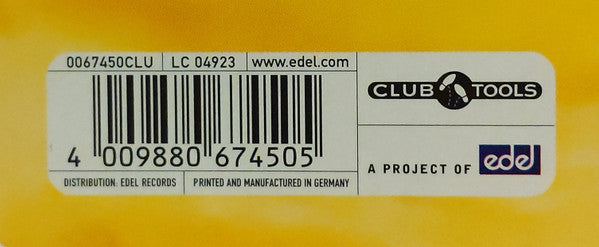 0067450CLU LC 04923 www.edel.com
4 009880 674505
DISTRIBUTION: EDEL RECORDS PRINTED AND MANUFACTURED IN GERMANY
CLUB TOOLS
A PROJECT OF edel